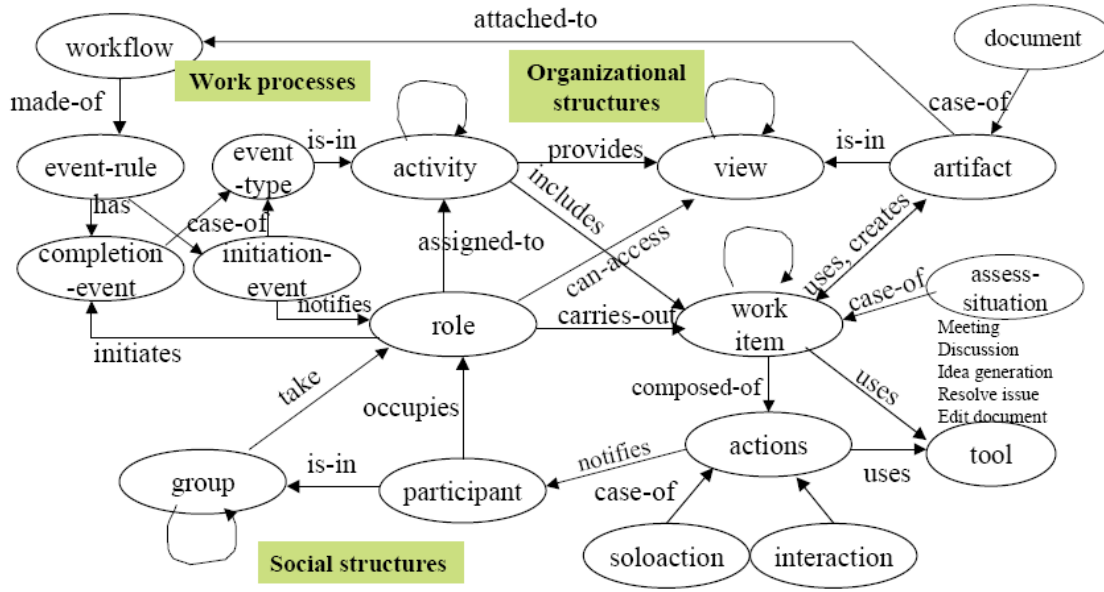 attached-to
workflow
document
Work processes
Organizational
structures
made-of
case-of
event-rule
event
-type
is-in
activity
provides
view
is-in
artifact
has
case-of
includes
completion
-event
initiation-
event
assigned-to
can-access
uses, creates
notifies
role
carries-out
work
item
case-of
assess-
situation
initiates
Meeting
Discussion
Idea generation
Resolve issue
Edit document
take
occupies
composed-of
uses
group
is-in
participant
notifies
actions
uses
tool
case-of
Social structures
soloaction
interaction